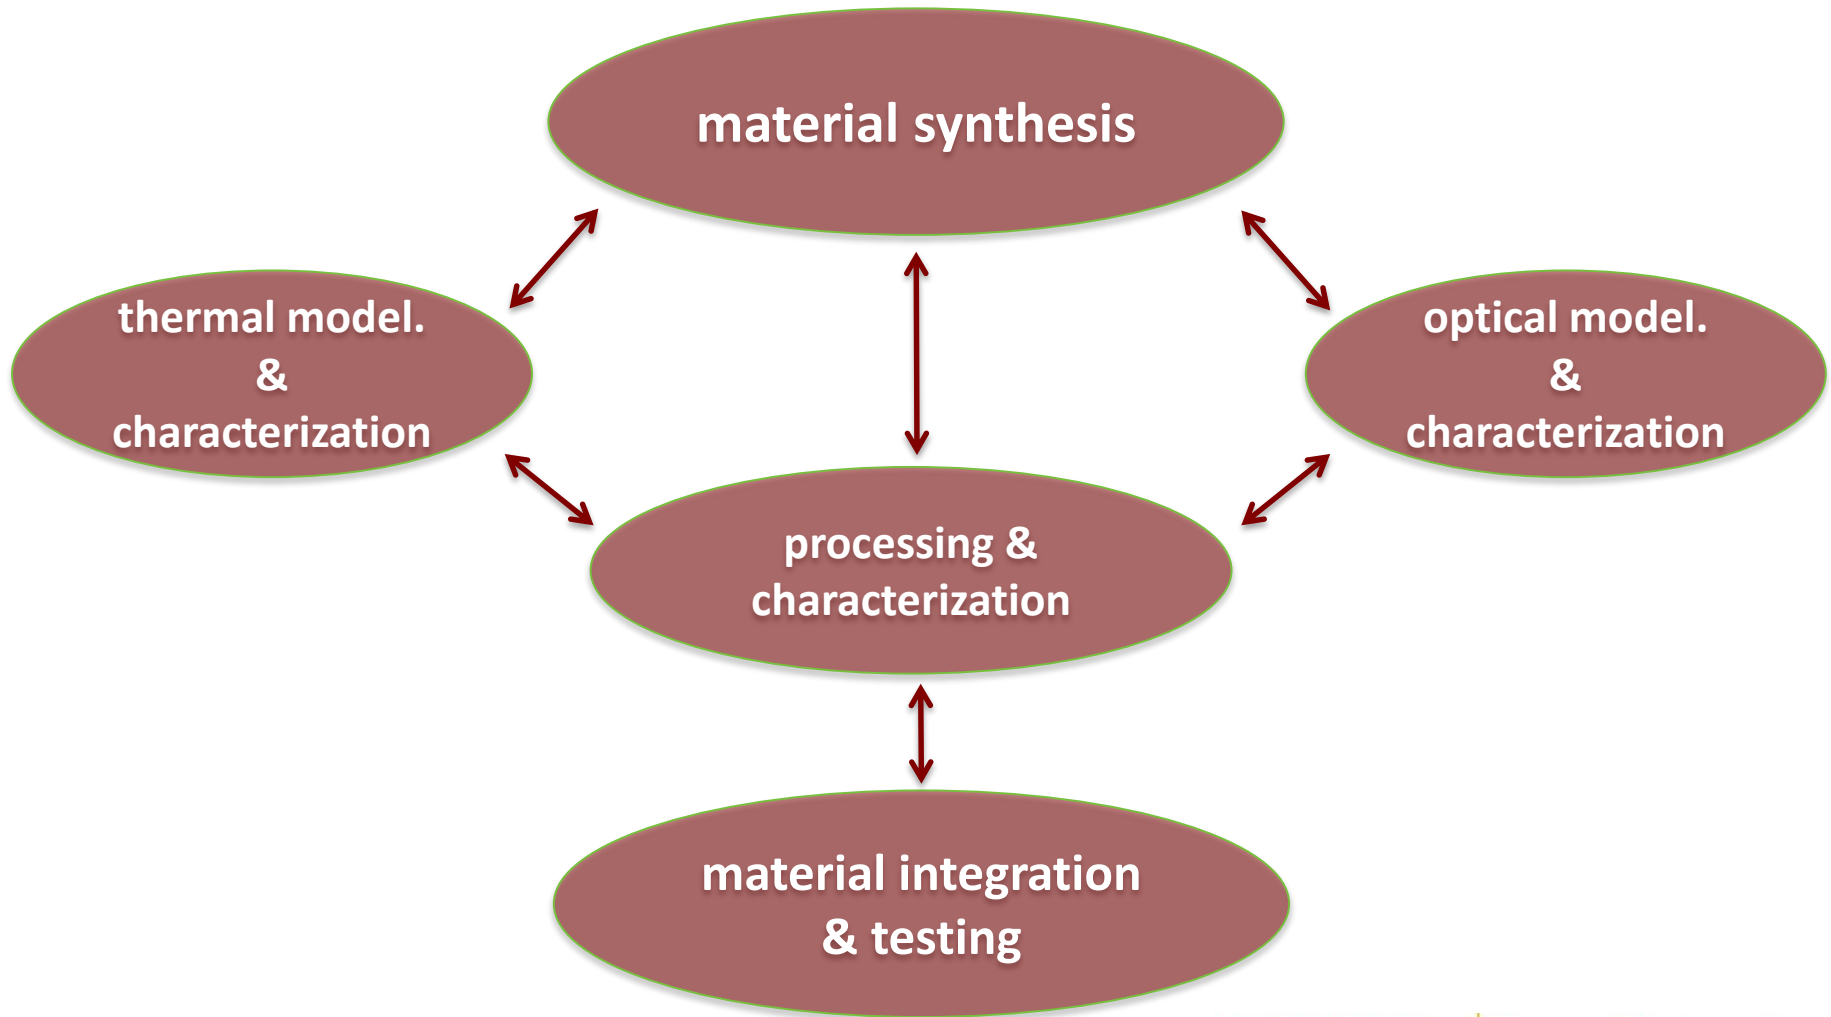 material synthesis
thermal model.
&
characterization
optical model.
&
characterization
processing &
characterization
material integration
& testing